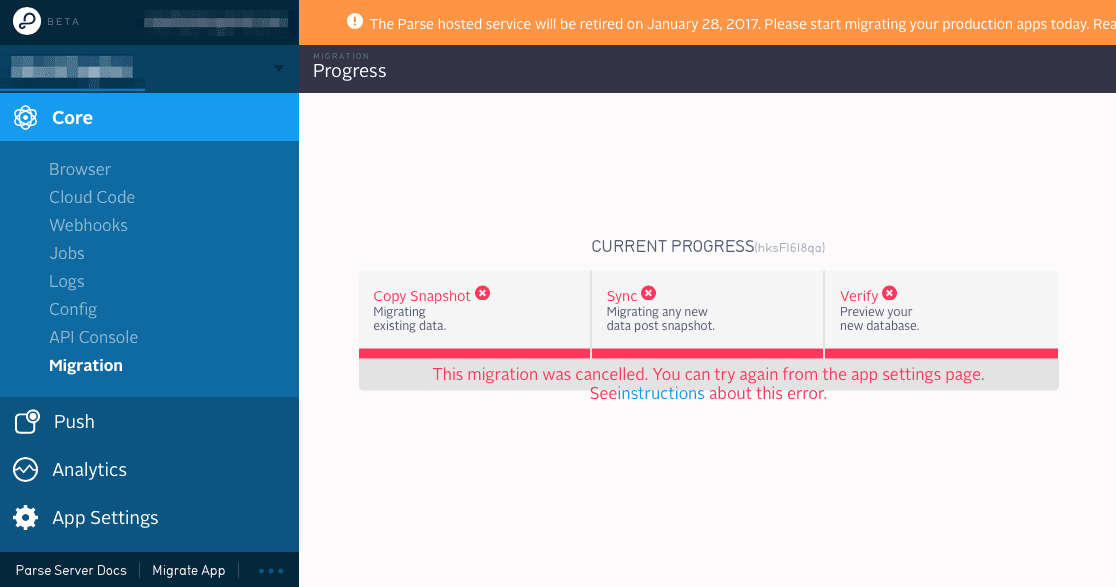 BETA
The Parse hosted service will be retired on January 28, 2017. Please start migrating your production apps today. Rea
MIGRATION
Progress
Core
Browser
Cloud Code
Webhooks
Jobs
Logs
Config
API Console
Migration
Push
Analytics
App Settings
Parse Server Docs
Migrate App
CURRENT PROGRESS(hksFl6l8qa)
Copy Snapshot
Migrating
existing data.
Sync
Migrating any new
data post snapshot.
Verify
Preview your
new database.
This migration was cancelled. You can try again from the app settings page.
Seeinstructions about this error.